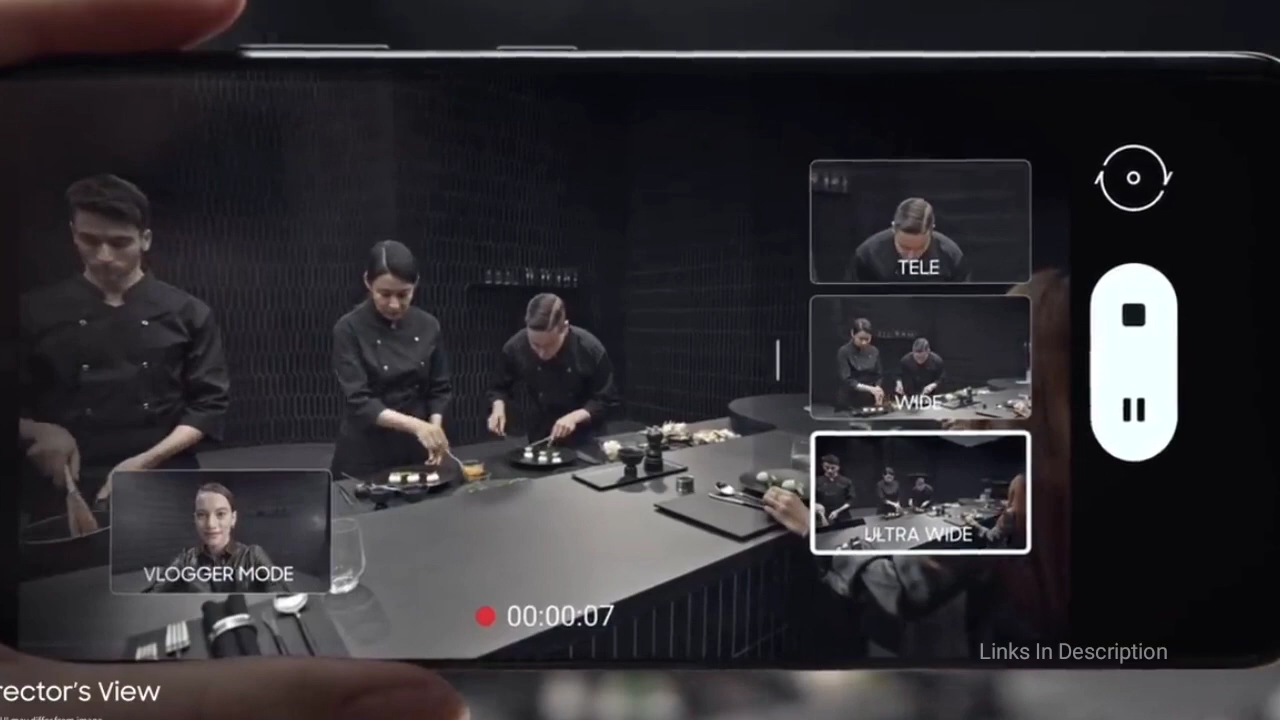 TELE
WIDE
ULTRA WIDE
VLOGGER MODE
00:00:07
Links In Description
rector's View